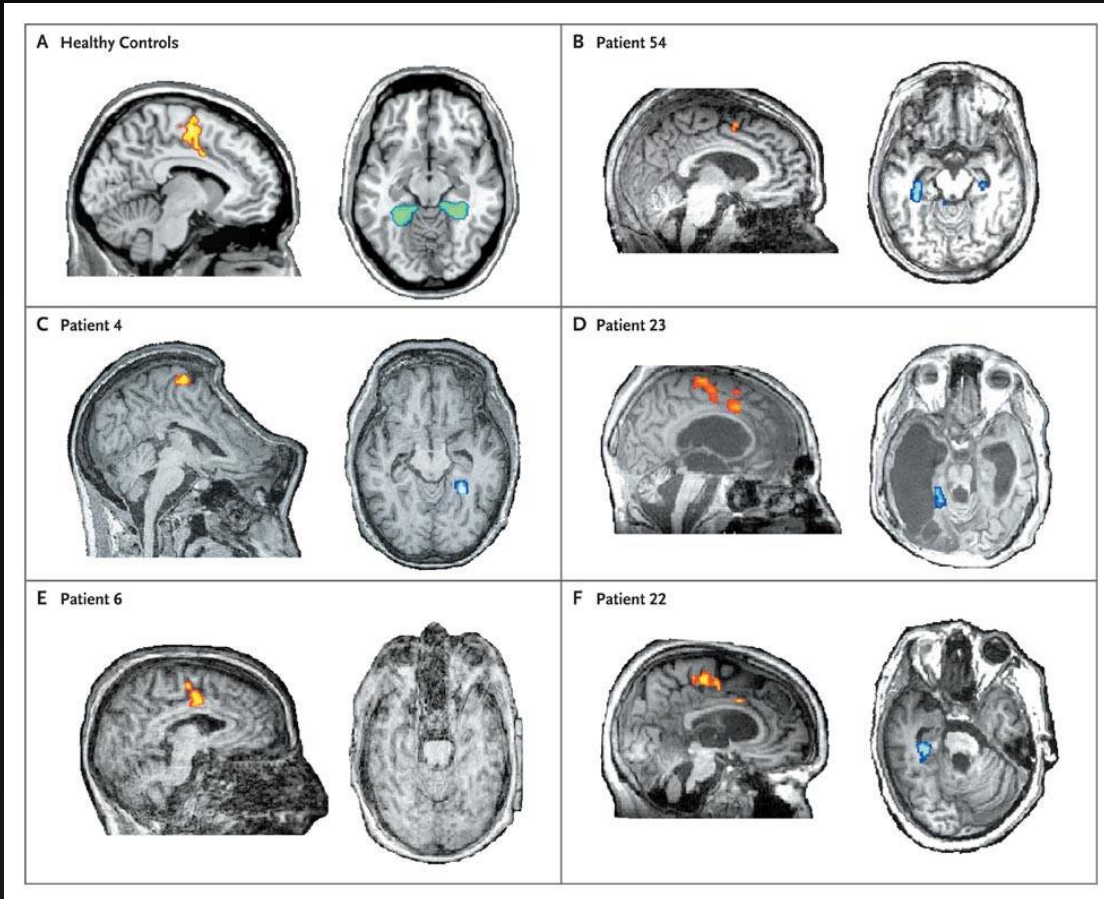 A Healthy Controls
B Patient 54
C Patient 4
D Patient 23
E Patient 6
F Patient 22